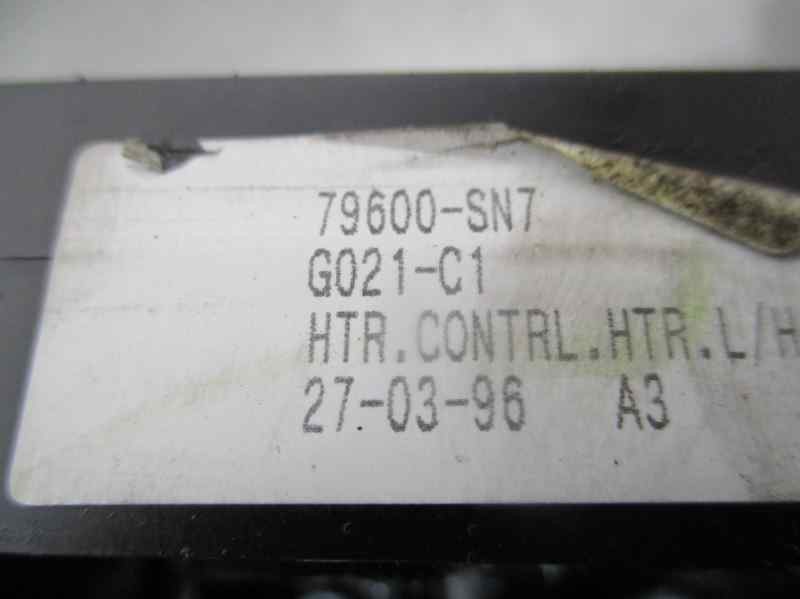 79600-SN7
G021-C1
HTR.CONTRL.HTR.L/H
27-03-96 A3